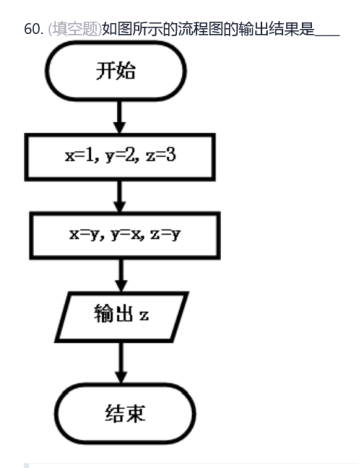 60. (填空题)如图所示的流程图的输出结果是___
开始
x=1, y=2, z=3
x=y, y=x, z=y
输出 z
结束